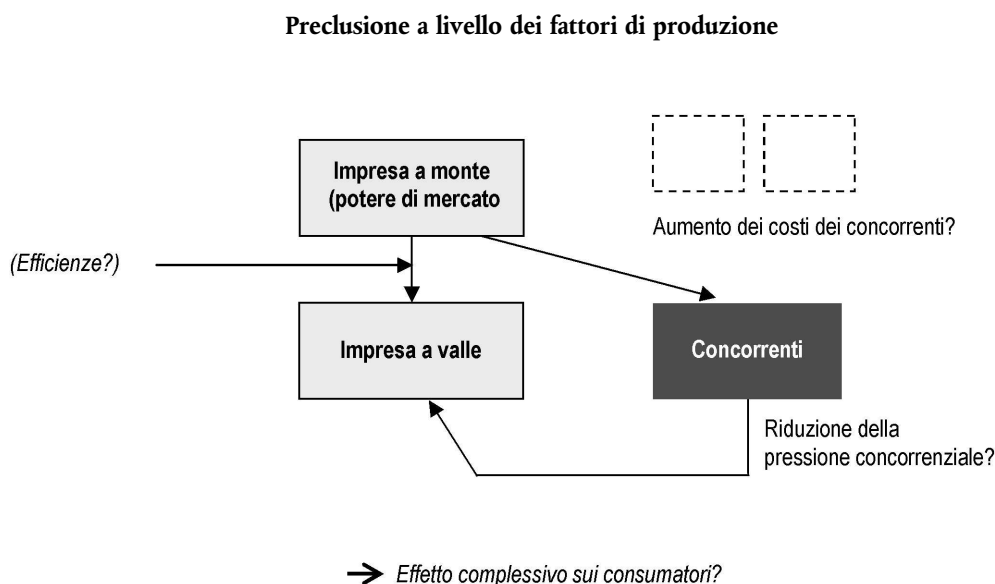 Preclusione a livello dei fattori di produzione
Impresa a monte
(potere di mercato
Aumento dei costi dei concorrenti?
(Efficienze?)
Impresa a valle
Concorrenti
Riduzione della
pressione concorrenziale?
Effetto complessivo sui consumatori?